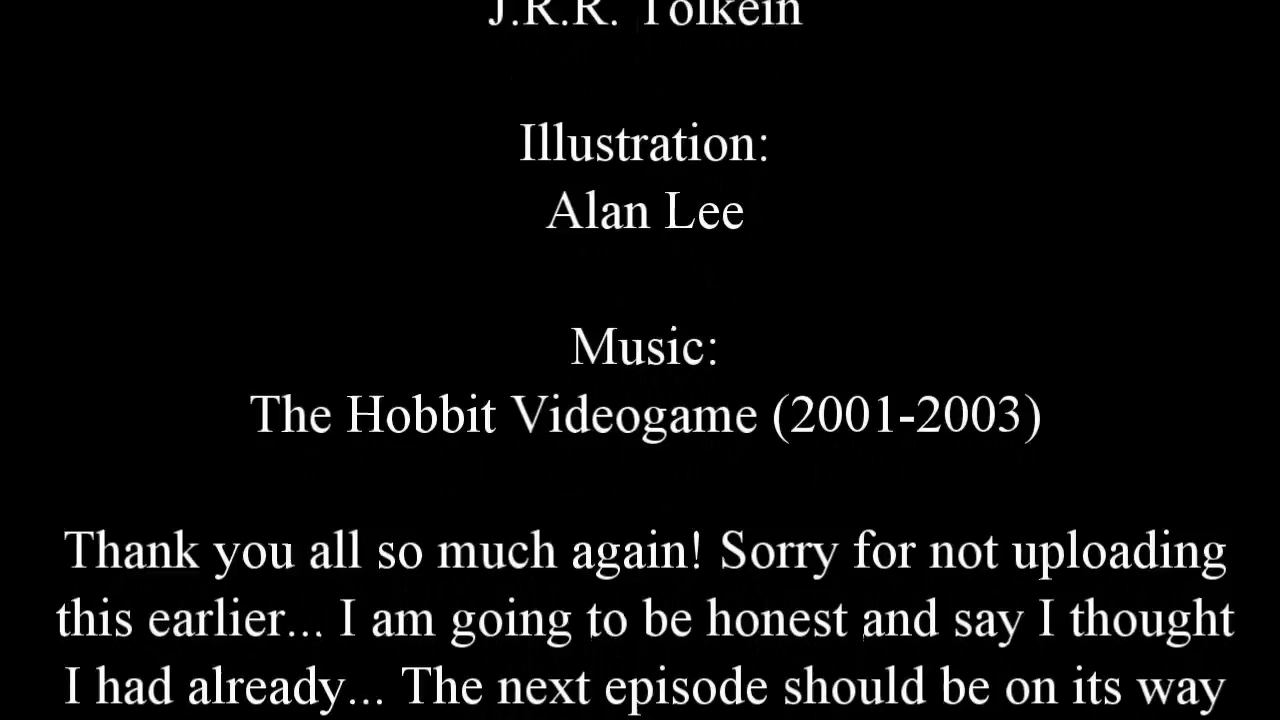 J.R.R. Tolkein
Illustration:
Alan Lee
Music:
The Hobbit Videogame (2001-2003)
Thank you all so much again! Sorry for not uploading
this earlier... I am going to be honest and say I thought
I had already... The next episode should be on its way